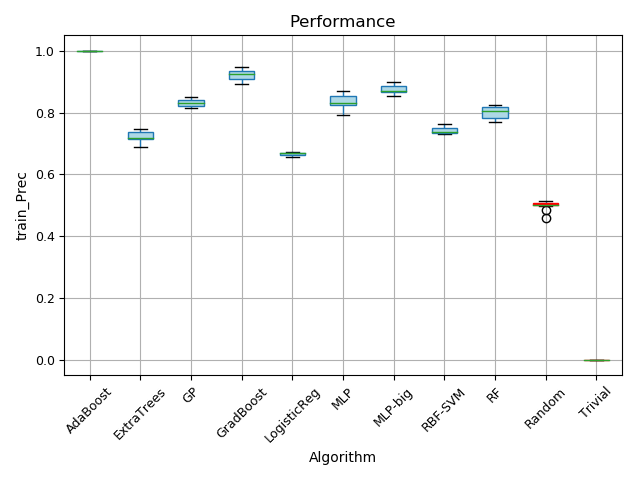 Performance
train_Prec
1.0
0.8
0.6
0.4
0.2
0.0
AdaBoost
ExtraTrees
GP
GradBoost
LogisticReg
MLP
MLP-big
RBF-SVM
RF
Random
Trivial
Algorithm